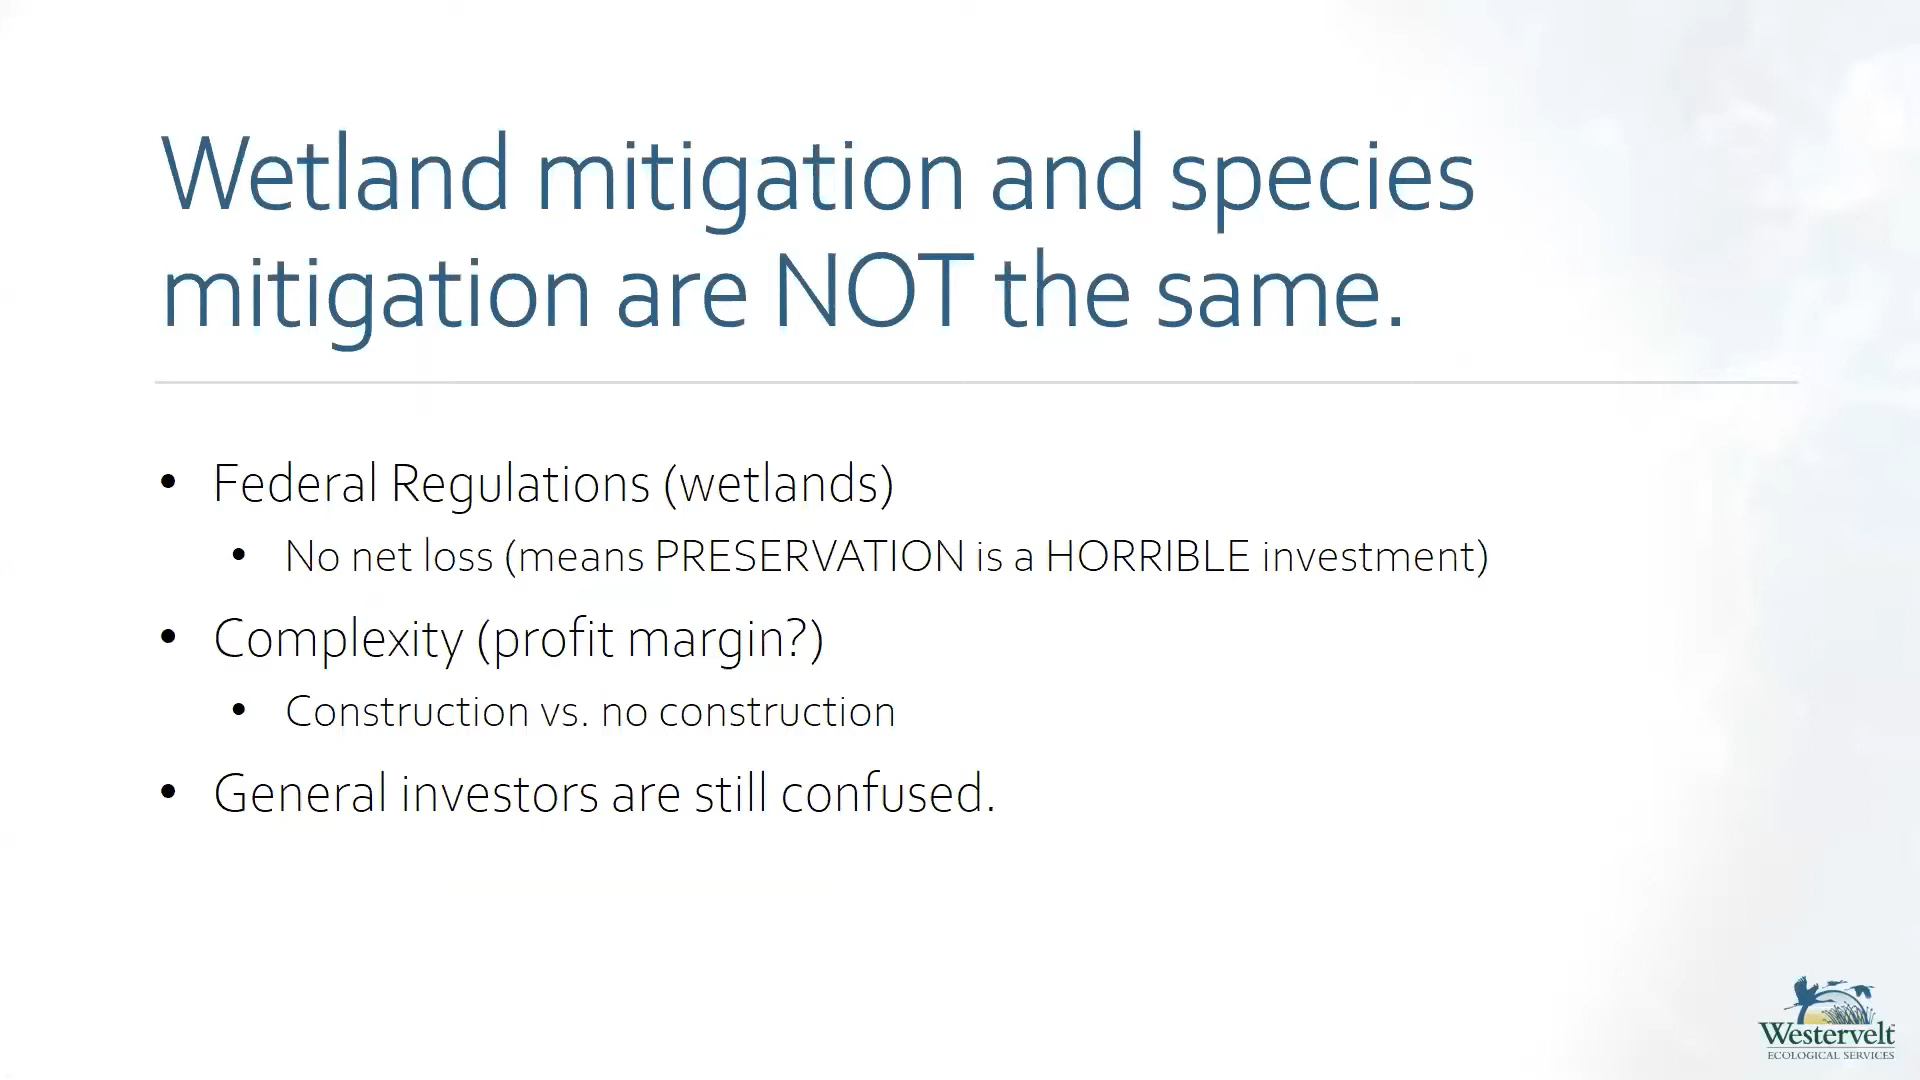 Wetland mitigation and species
mitigation are NOT the same.
• Federal Regulations (wetlands)
• No net loss (means PRESERVATION is a HORRIBLE investment)
• Complexity (profit margin?)
• Construction vs. no construction
• General investors are still confused.
Westervelt
ECOLOGICAL SERVICES